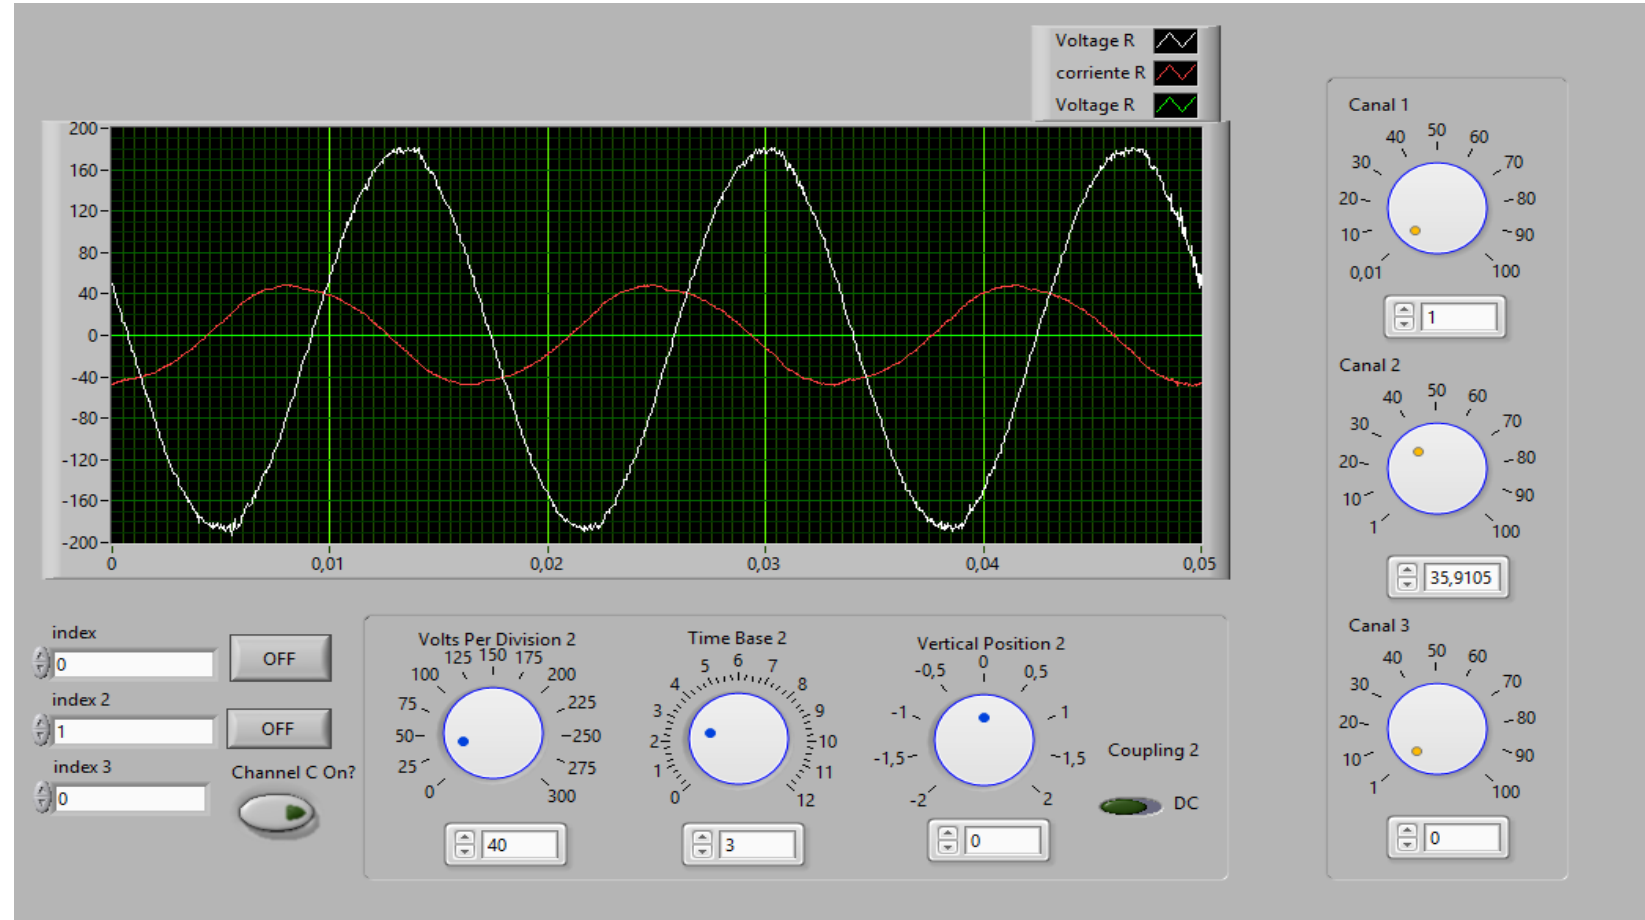 Voltage R
corriente R
Voltage R
200
160
120
80
40
0
-40
-80
-120
-160
-200
0 0,01 0,02 0,03 0,04 0,05
index
0
OFF
index 2
1
OFF
index 3
0
Channel C On?
Volts Per Division 2
0 25 50 75 100 125 150 175 200 225 250 275 300
40
Time Base 2
0 1 2 3 4 5 6 7 8 9 10 11 12
3
Vertical Position 2
-2 -1,5 -1 -0,5 0 0,5 1 1,5 2
0
Coupling 2
DC
Canal 1
0,01 10 20 30 40 50 60 70 80 90 100
1
Canal 2
1 10 20 30 40 50 60 70 80 90 100
35,9105
Canal 3
1 10 20 30 40 50 60 70 80 90 100
0